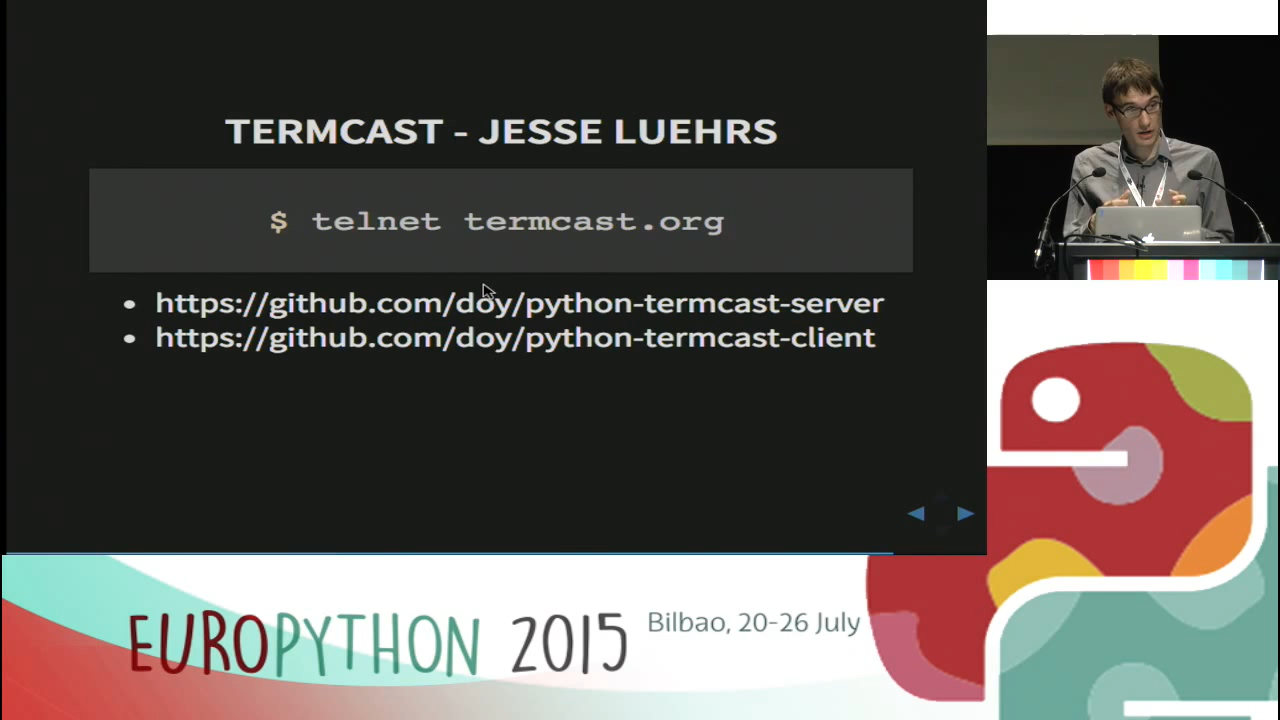 TERMCAST - JESSE LUEHRS
$ telnet termcast.org
• https://github.com/doy/python-termcast-server
• https://github.com/doy/python-termcast-client
EUROPYTHON 2015
Bilbao, 20-26 July